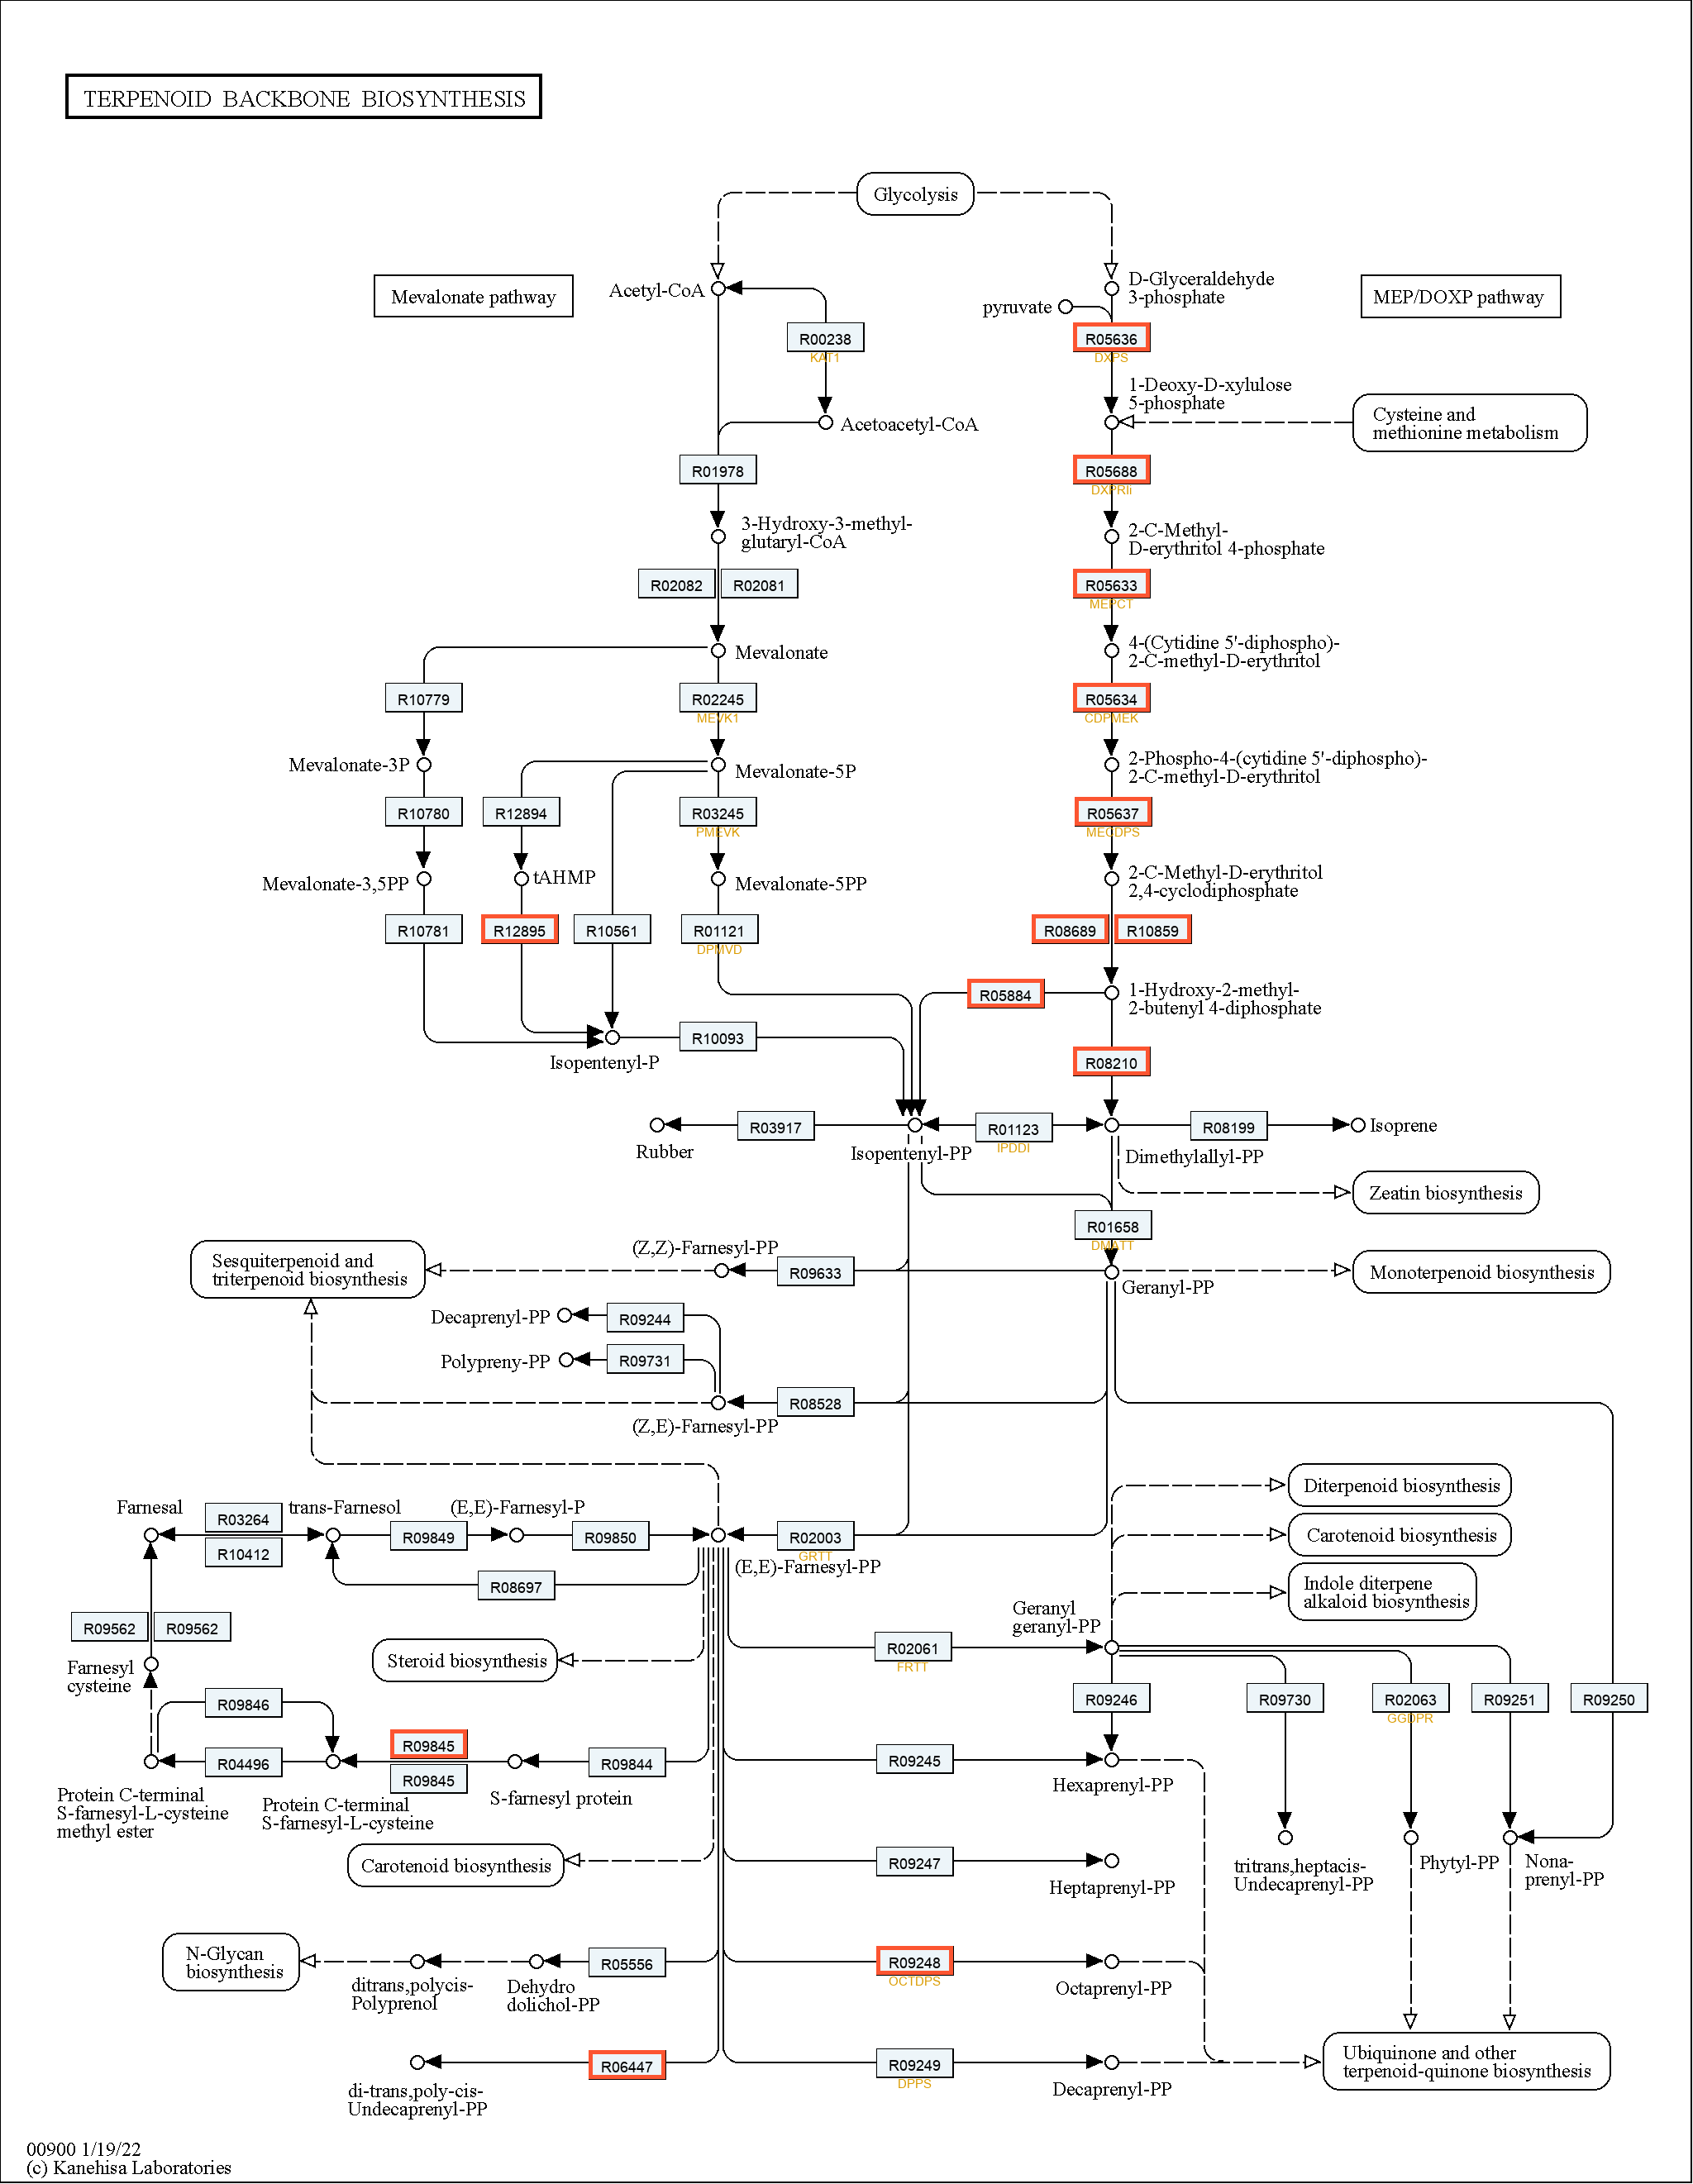 TERPENOID BACKBONE BIOSYNTHESIS
Glycolysis
Mevalonate pathway
Acetyl-CoA
D-Glyceraldehyde
3-phosphate
MEP/DOXP pathway
pyruvate
R00238
KAT1
R05636
DXPS
1-Deoxy-D-xylulose
5-phosphate
Acetoacetyl-CoA
Cysteine and
methionine metabolism
R01978
R05688
DXPRIi
3-Hydroxy-3-methyl-
glutaryl-CoA
2-C-Methyl-
D-erythritol 4-phosphate
R02082
R02081
R05633
MEPCT
Mevalonate
4-(Cytidine 5'-diphospho)-
2-C-methyl-D-erythritol
R10779
R02245
MEVK1
R05634
CDPMEK
Mevalonate-3P
Mevalonate-5P
2-Phospho-4-(cytidine 5'-diphospho)-
2-C-methyl-D-erythritol
R10780
R12894
R03245
PMEVK
R05637
MECDPS
Mevalonate-3,5PP
tAHMP
Mevalonate-5PP
2-C-Methyl-D-erythritol
2,4-cyclodiphosphate
R10781
R12895
R10561
R01121
DPMVD
R08689
R10859
R05884
1-Hydroxy-2-methyl-
2-butenyl 4-diphosphate
R10093
Isopentenyl-P
R08210
R03917
R01123
IPDDI
R08199
Isoprene
Rubber
Isopentenyl-PP
Dimethylallyl-PP
Zeatin biosynthesis
R01658
DMATT
(Z,Z)-Farnesyl-PP
Sesquiterpenoid and
triterpenoid biosynthesis
R09633
Monoterpenoid biosynthesis
Geranyl-PP
Decaprenyl-PP
R09244
Polypreny-PP
R09731
R08528
(Z,E)-Farnesyl-PP
Diterpenoid biosynthesis
Farnesal
R03264
trans-Farnesol
(E,E)-Farnesyl-P
R09849
R09850
R02003
GRTT
Carotenoid biosynthesis
R10412
(E,E)-Farnesyl-PP
R08697
Indole diterpene
alkaloid biosynthesis
Geranyl
geranyl-PP
R09562
R09562
R02061
FRTT
Steroid biosynthesis
Farnesyl
cysteine
R09846
R09246
R09730
R02063
GGDPR
R09251
R09250
R09845
R04496
R09845
R09844
R09245
Hexaprenyl-PP
Protein C-terminal
S-farnesyl-L-cysteine
methyl ester
Protein C-terminal
S-farnesyl-L-cysteine
S-farnesyl protein
Carotenoid biosynthesis
R09247
Heptaprenyl-PP
tritrans,heptacis-
Undecaprenyl-PP
Phytyl-PP
Nona-
prenyl-PP
N-Glycan
biosynthesis
R05556
R09248
OCTDPS
ditrans,polycis-
Polyprenol
Dehydro
dolichol-PP
Octaprenyl-PP
R06447
R09249
DPPS
Ubiquinone and other
terpenoid-quinone biosynthesis
di-trans,poly-cis-
Undecaprenyl-PP
Decaprenyl-PP
00900 1/19/22
(c) Kanehisa Laboratories